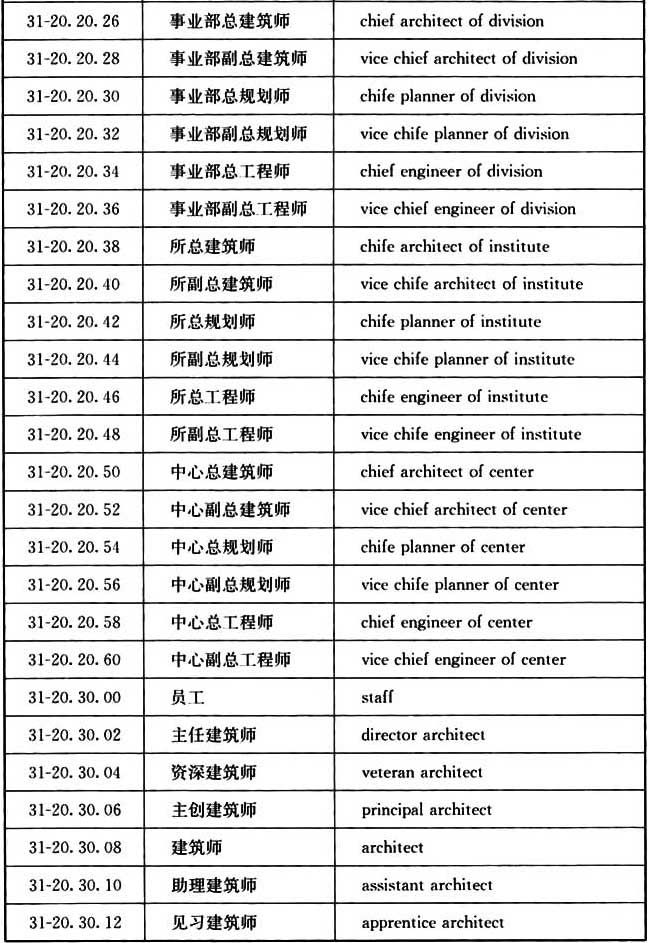 31-20. 20. 26 事业部总建筑师 chief architect of division
31-20. 20. 28 事业部副总建筑师 vice chief architect of division
31-20. 20. 30 事业部总规划师 chife planner of division
31-20. 20. 32 事业部副总规划师 vice chife planner of division
31-20. 20. 34 事业部总工程师 chief engineer of division
31-20. 20. 36 事业部副总工程师 vice chief engineer of division
31-20. 20. 38 所总建筑师 chife architect of institute
31-20. 20. 40 所副总建筑师 vice chife architect of institute
31-20. 20. 42 所总规划师 chife planner of institute
31-20. 20. 44 所副总规划师 vice chife planner of institute
31-20. 20. 46 所总工程师 chife engineer of institute
31-20. 20. 48 所副总工程师 vice chife engineer of institute
31-20. 20. 50 中心总建筑师 chief architect of center
31-20. 20. 52 中心副总建筑师 vice chief architect of center
31-20. 20. 54 中心总规划师 chife planner of center
31-20. 20. 56 中心副总规划师 vice chife planner of center
31-20. 20. 58 中心总工程师 chief engineer of center
31-20. 20. 60 中心副总工程师 vice chief engineer of center
31-20. 30. 00 员工 staff
31-20. 30. 02 主任建筑师 director architect
31-20. 30. 04 资深建筑师 veteran architect
31-20. 30. 06 主创建筑师 principal architect
31-20. 30. 08 建筑师 architect
31-20. 30. 10 助理建筑师 assistant architect
31-20. 30. 12 见习建筑师 apprentice architect